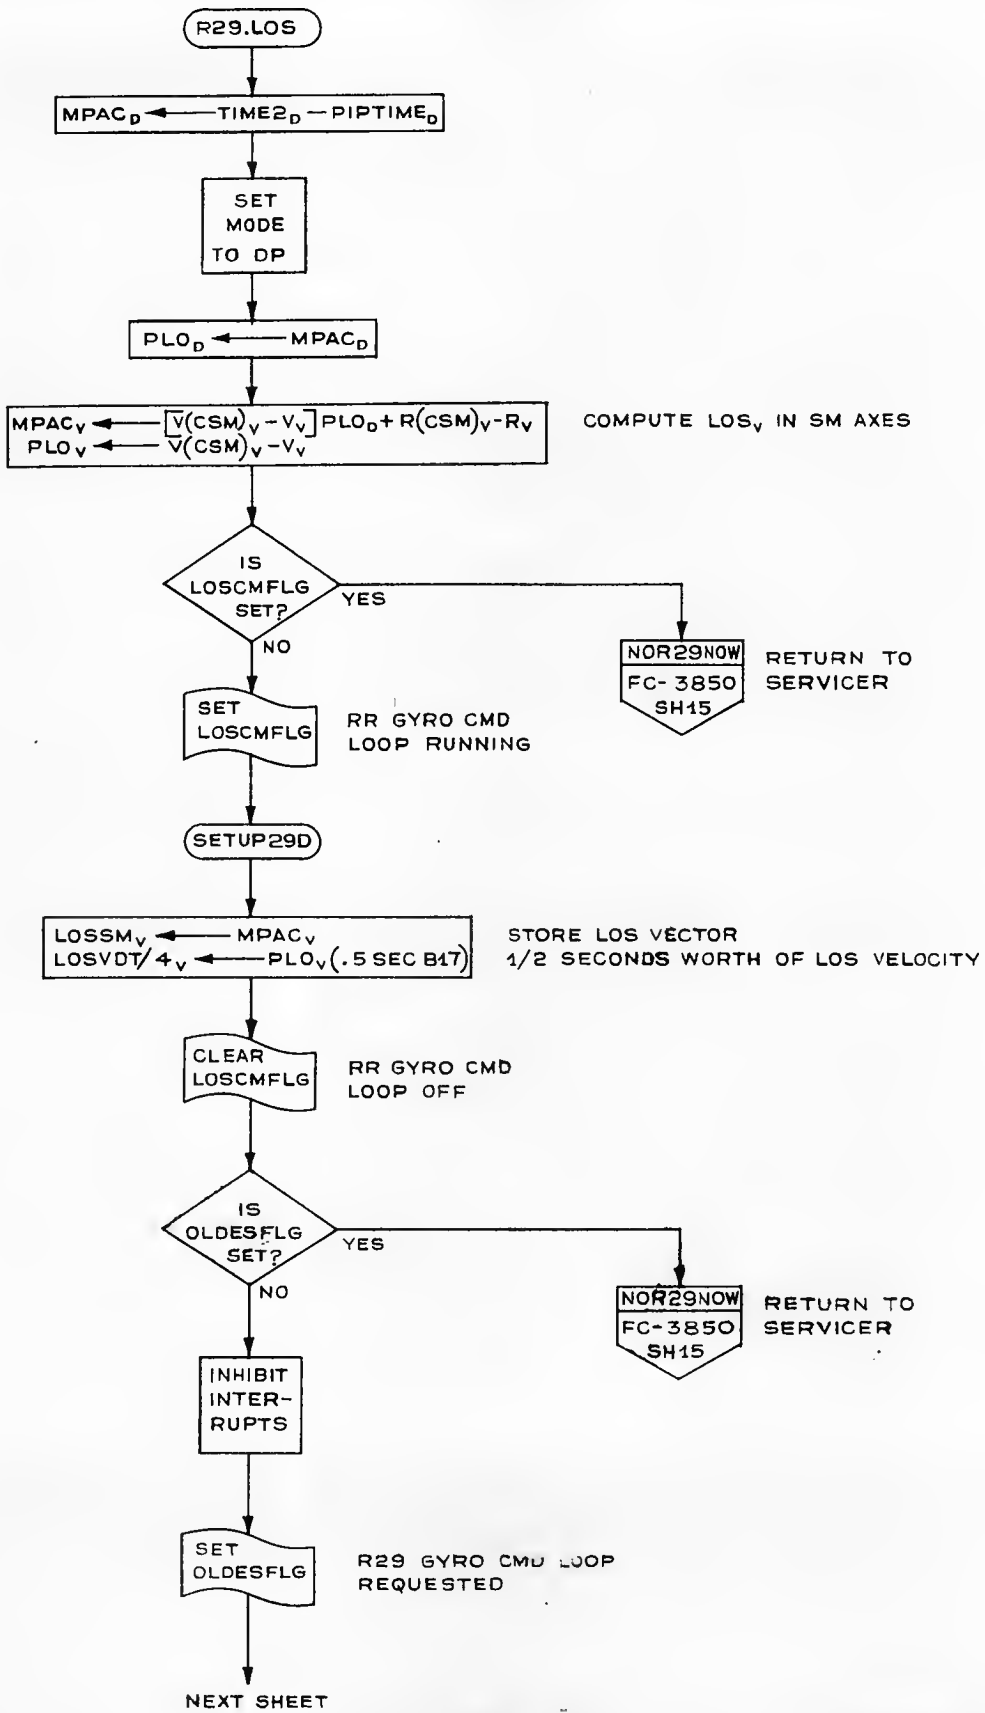 R29.LOS
MPAC_D ← TIME2_D – PIPTIME_D
SET
MODE
TO DP
PLO_D ← MPAC_D
MPAC_V ← [V(CSM)_V – V_V] PLO_D + R(CSM)_V – R_V
PLO_V ← V(CSM)_V – V_V
COMPUTE LOS_V IN SM AXES
IS
LOSCMFLG
SET?
YES
NO
NOR29NOW
FC-3850
SH15
RETURN TO
SERVICER
SET
LOSCMFLG
RR GYRO CMD
LOOP RUNNING
SETUP29D
LOSSM_V ← MPAC_V
LOSVDT/4_V ← PLO_V (.5 SEC B17)
STORE LOS VECTOR
1/2 SECONDS WORTH OF LOS VELOCITY
CLEAR
LOSCMFLG
RR GYRO CMD
LOOP OFF
IS
OLDESFLG
SET?
YES
NO
NOR29NOW
FC-3850
SH15
RETURN TO
SERVICER
INHIBIT
INTER-
RUPTS
SET
OLDESFLG
R29 GYRO CMD LOOP
REQUESTED
NEXT SHEET